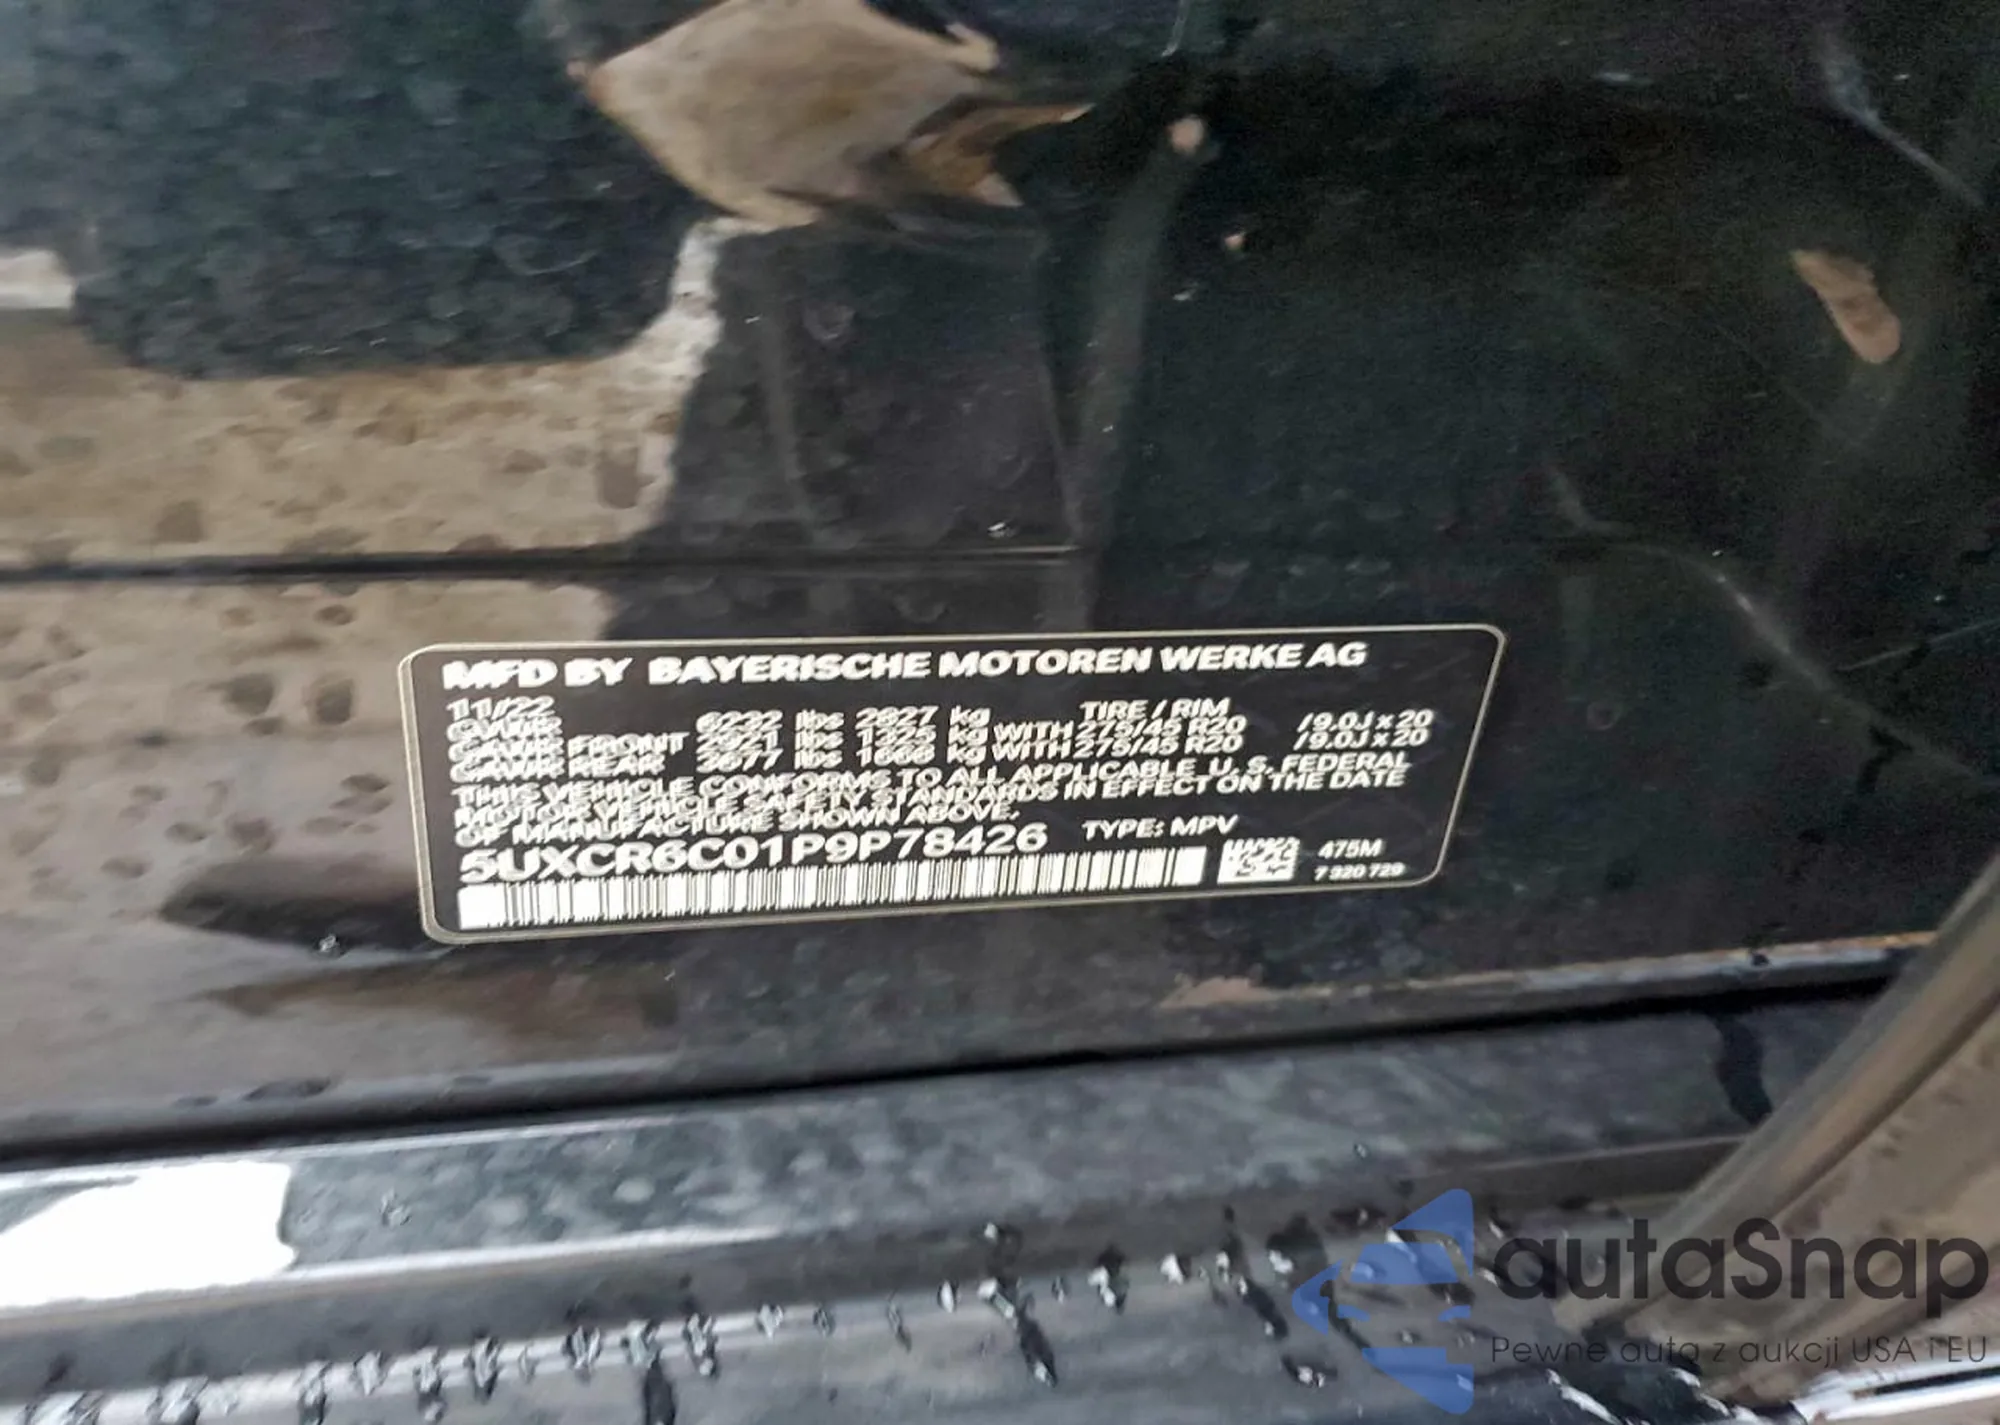 MFD BY BAYERISCHE MOTOREN WERKE AG
11/22
GVWR 6232 lbs 2827 kg TIRE / RIM
GAWR FRONT 2921 lbs 1325 kg WITH 275/45 R20 /9.0J x 20
GAWR REAR 3677 lbs 1668 kg WITH 275/45 R20 /9.0J x 20
THIS VEHICLE CONFORMS TO ALL APPLICABLE U. S. FEDERAL
MOTOR VEHICLE SAFETY STANDARDS IN EFFECT ON THE DATE
OF MANUFACTURE SHOWN ABOVE.
5UXCR6C01P9P78426 TYPE: MPV
475M
7 920 729
autaSnap
Pewne auta z aukcji USA i EU